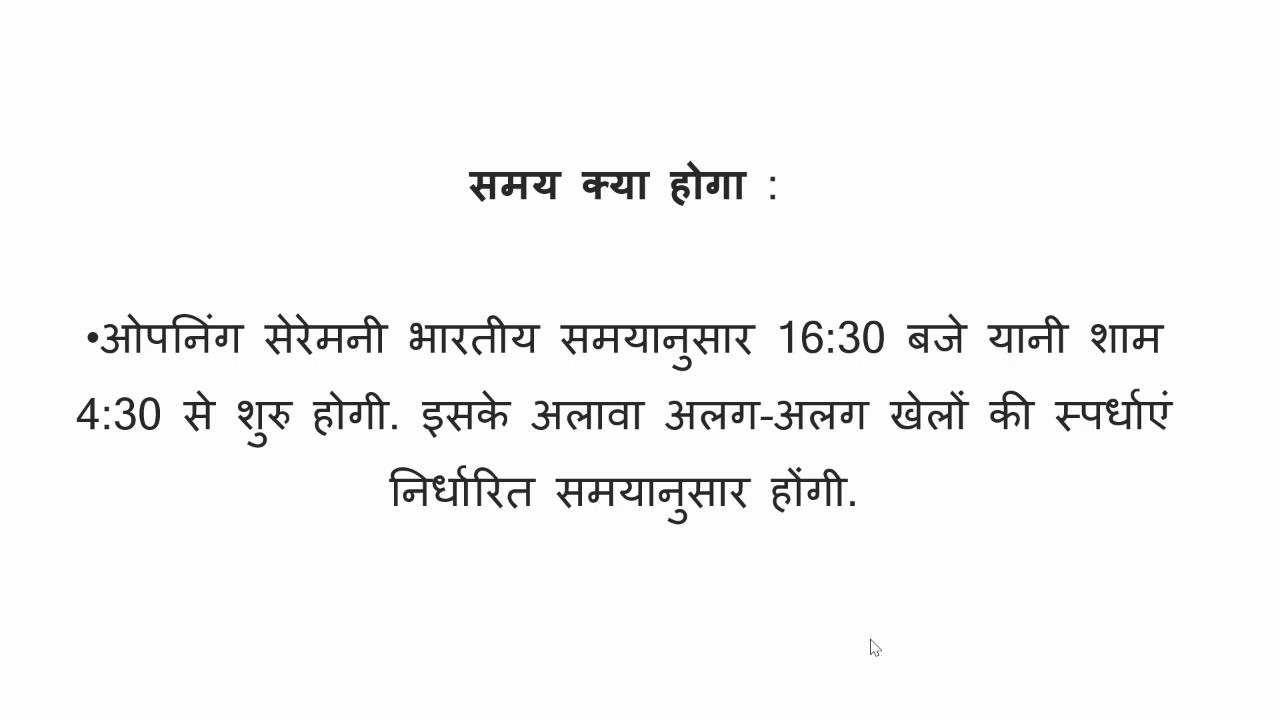 समय क्या होगा :
•ओपनिंग सेरेमनी भारतीय समयानुसार 16:30 बजे यानी शाम
4:30 से शुरु होगी. इसके अलावा अलग-अलग खेलों की स्पर्धाएं
निर्धारित समयानुसार होंगी.